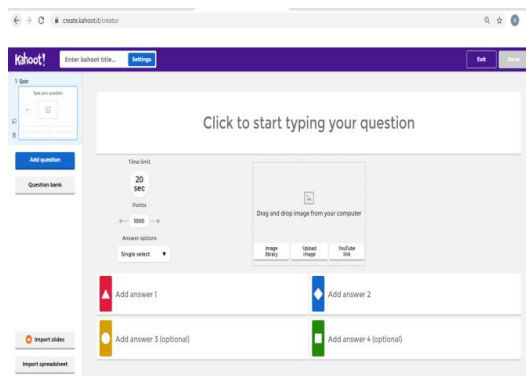 create.kahoot.it/creator
Kahoot!
Enter kahoot title...
Settings
Exit
Done
1 Quiz
Type your question
Add question
Question bank
Import slides
Import spreadsheet
Click to start typing your question
Time limit
20
sec
Points
1000
Answer options
Single select
Drag and drop image from your computer
Image
library
Upload
image
YouTube
link
Add answer 1
Add answer 2
Add answer 3 (optional)
Add answer 4 (optional)